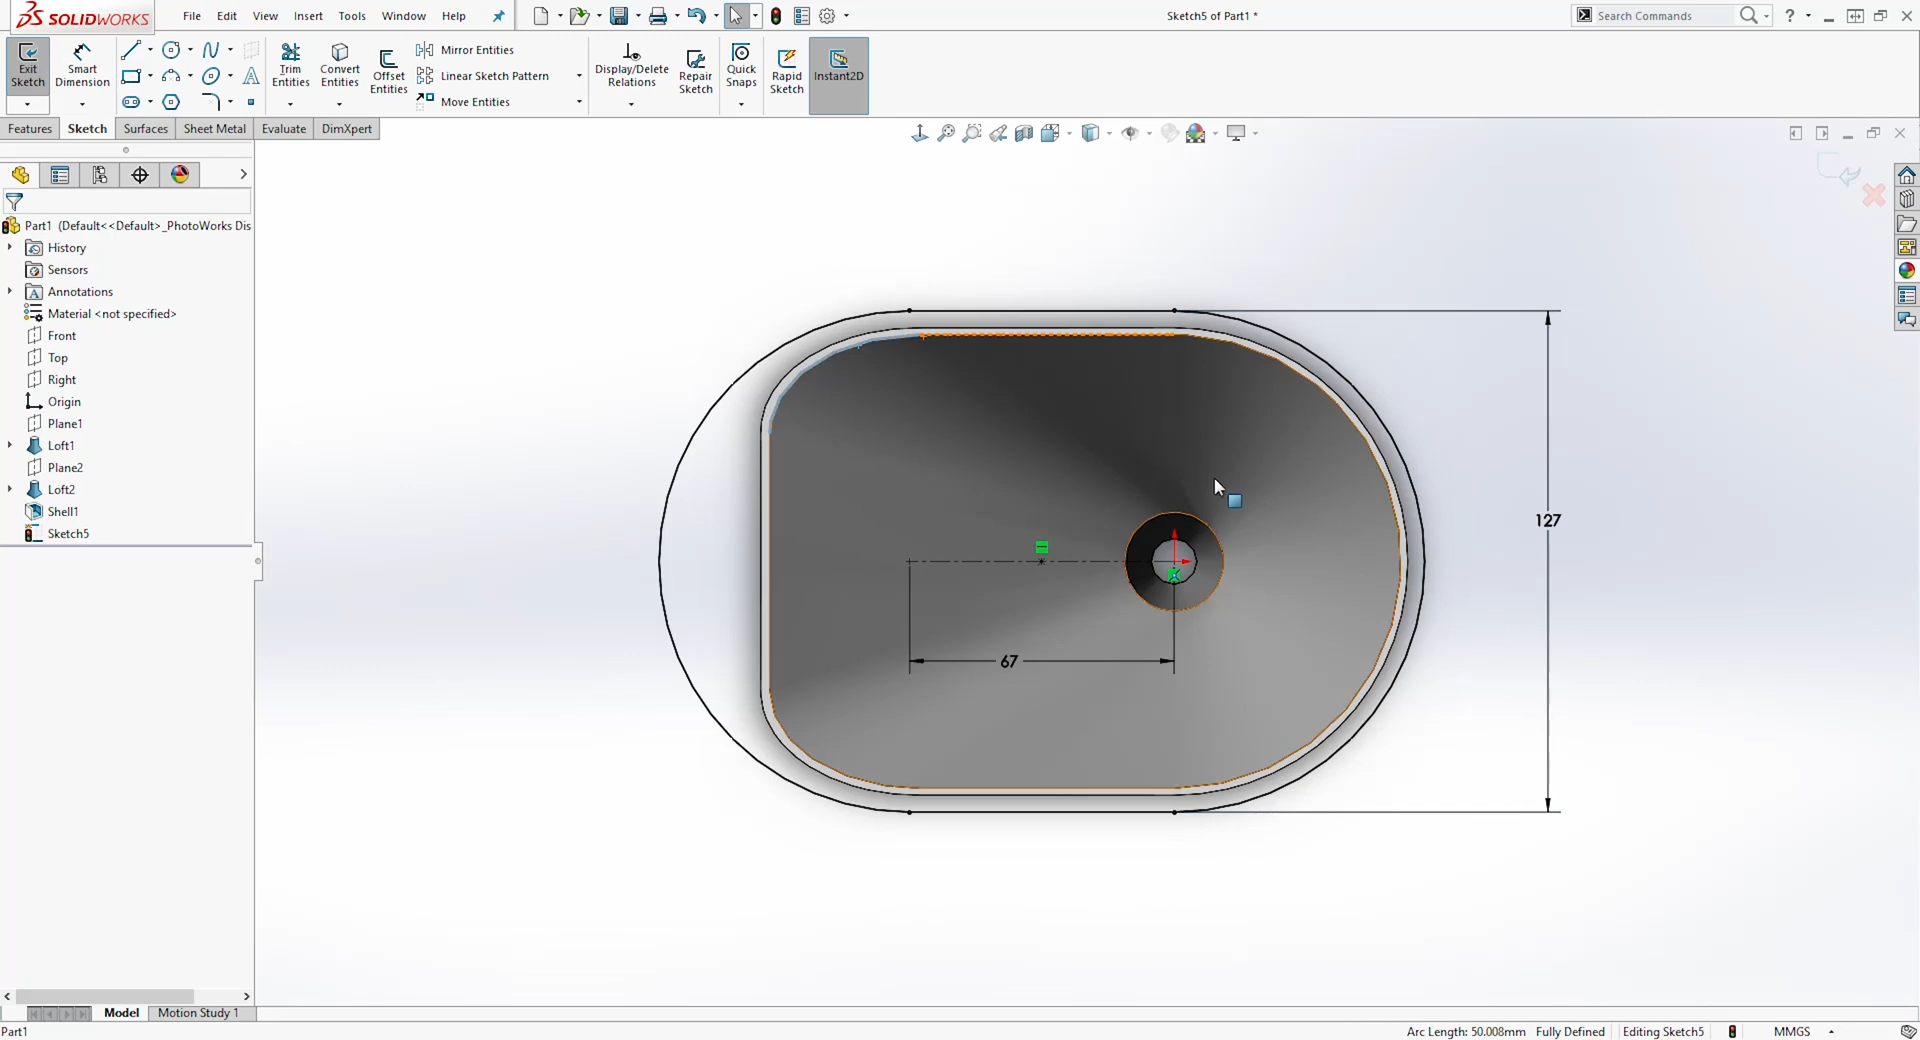 SOLIDWORKS File Edit View Insert Tools Window Help Sketch5 of Part1 * Search Commands
Exit Sketch
Smart Dimension
Trim Entities
Convert Entities
Offset Entities
Mirror Entities
Linear Sketch Pattern
Move Entities
Display/Delete Relations
Repair Sketch
Quick Snaps
Rapid Sketch
Instant2D
Features Sketch Surfaces Sheet Metal Evaluate DimXpert
Part1 (Default<<Default>_PhotoWorks Dis
History
Sensors
Annotations
Material <not specified>
Front
Top
Right
Origin
Plane1
Loft1
Plane2
Loft2
Shell1
Sketch5
127
67
Model Motion Study 1
Part1 Arc Length: 50.008mm Fully Defined Editing Sketch5 MMGS